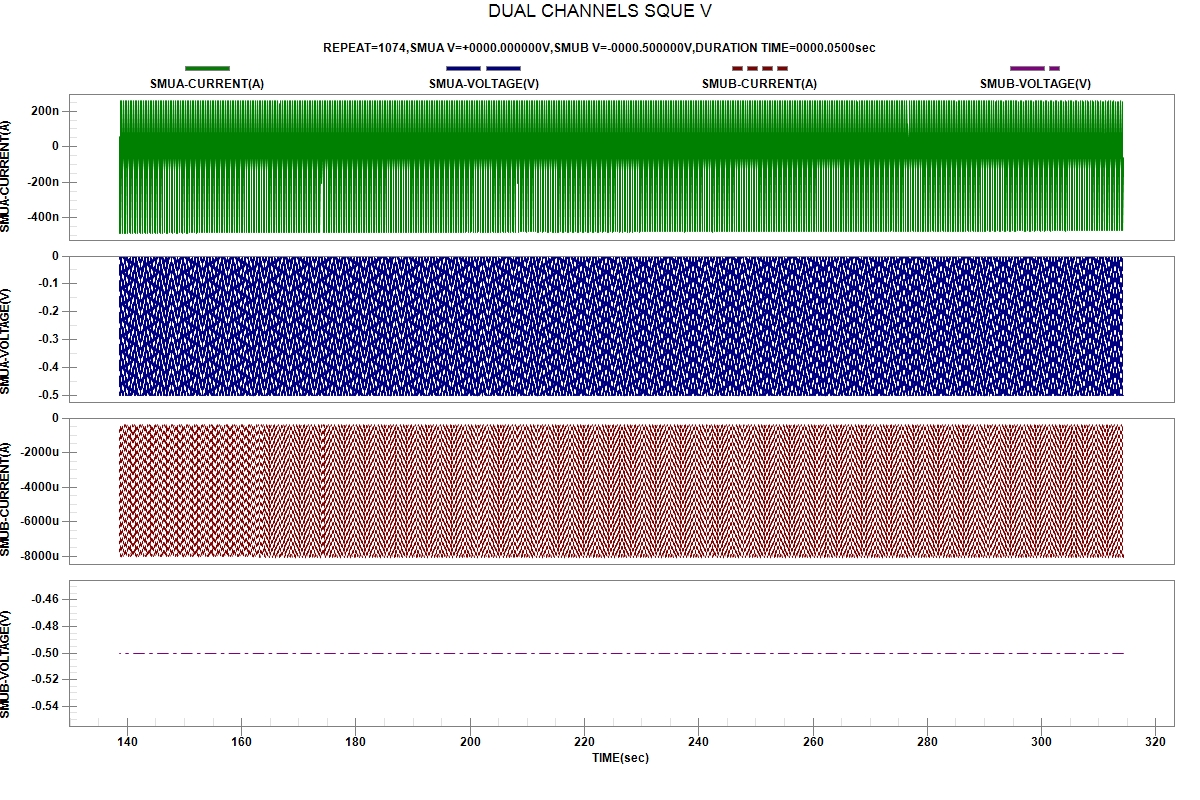 DUAL CHANNELS SQUE V
REPEAT=1074,SMUA V=+0000.000000V,SMUB V=-0000.500000V,DURATION TIME=0000.0500sec
SMUA-CURRENT(A) SMUA-VOLTAGE(V) SMUB-CURRENT(A) SMUB-VOLTAGE(V)
SMUA-CURRENT(A)
200n
0
-200n
-400n
SMUA-VOLTAGE(V)
0
-0.1
-0.2
-0.3
-0.4
-0.5
SMUB-CURRENT(A)
0
-2000u
-4000u
-6000u
-8000u
SMUB-VOLTAGE(V)
-0.46
-0.48
-0.50
-0.52
-0.54
140 160 180 200 220 240 260 280 300 320
TIME(sec)